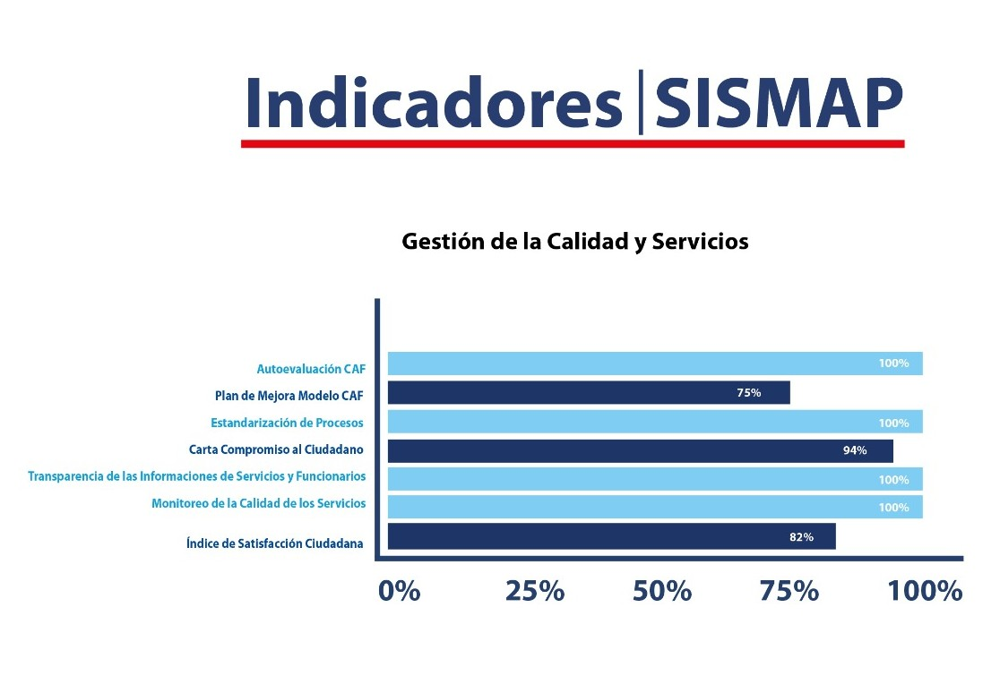 Indicadores | SISMAP
Gestión de la Calidad y Servicios
Autoevaluación CAF 100%
Plan de Mejora Modelo CAF 75%
Estandarización de Procesos 100%
Carta Compromiso al Ciudadano 94%
Transparencia de las Informaciones de Servicios y Funcionarios 100%
Monitoreo de la Calidad de los Servicios 100%
Índice de Satisfacción Ciudadana 82%
0% 25% 50% 75% 100%